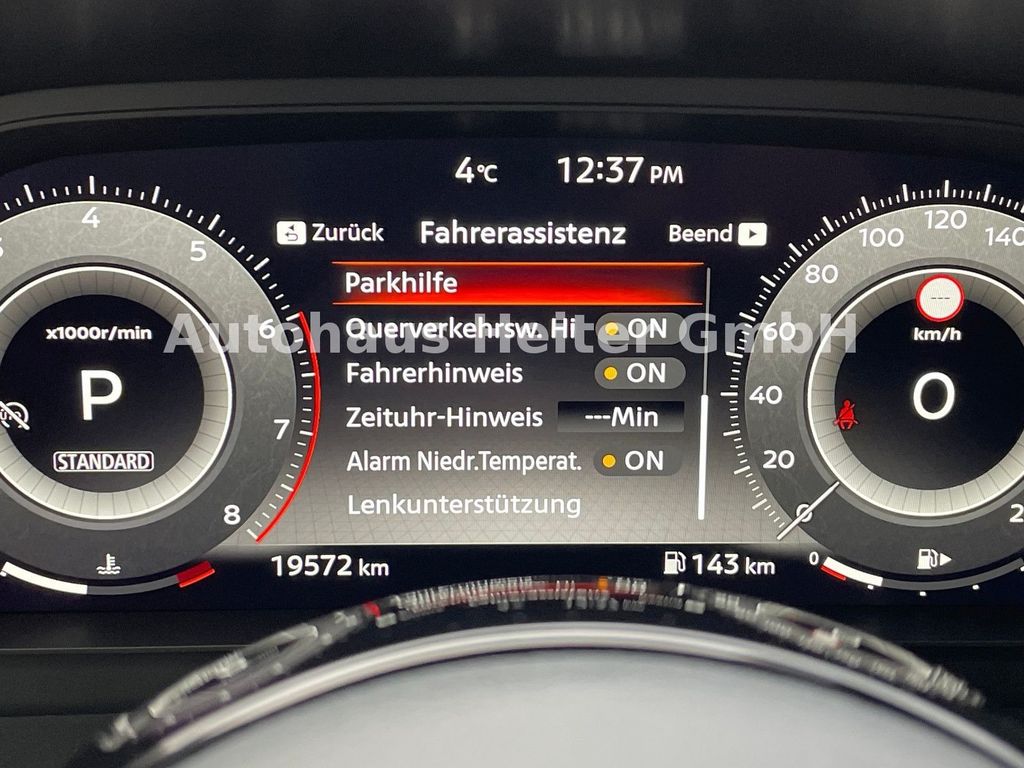 4°C 12:37 PM
Zurück Fahrerassistenz Beend
Parkhilfe
Querverkehrsw. Hi ON
Fahrerhinweis ON
Zeituhr-Hinweis ---Min
Alarm Niedr.Temperat. ON
Lenkunterstützung
19572 km 143 km
4
5
6
7
8
x1000r/min
P
STANDARD
0
20
40
60
80
100
120
140
2
---
km/h
0
0
Autohaus Heiter GmbH